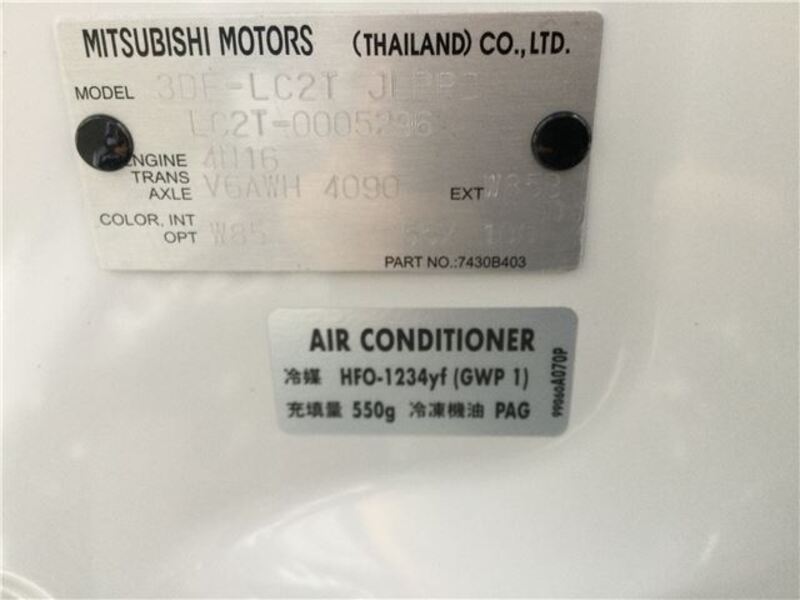 MITSUBISHI MOTORS (THAILAND) CO., LTD.
MODEL 3DF-LC2T
LC2T-0005296
ENGINE 4N16
TRANS
AXLE V6AWH 4090 EXT W85
COLOR, INT
OPT W85
PART NO.:7430B403
AIR CONDITIONER
冷媒 HFO-1234yf (GWP 1)
充填量 550g 冷凍機油 PAG
99060A070P